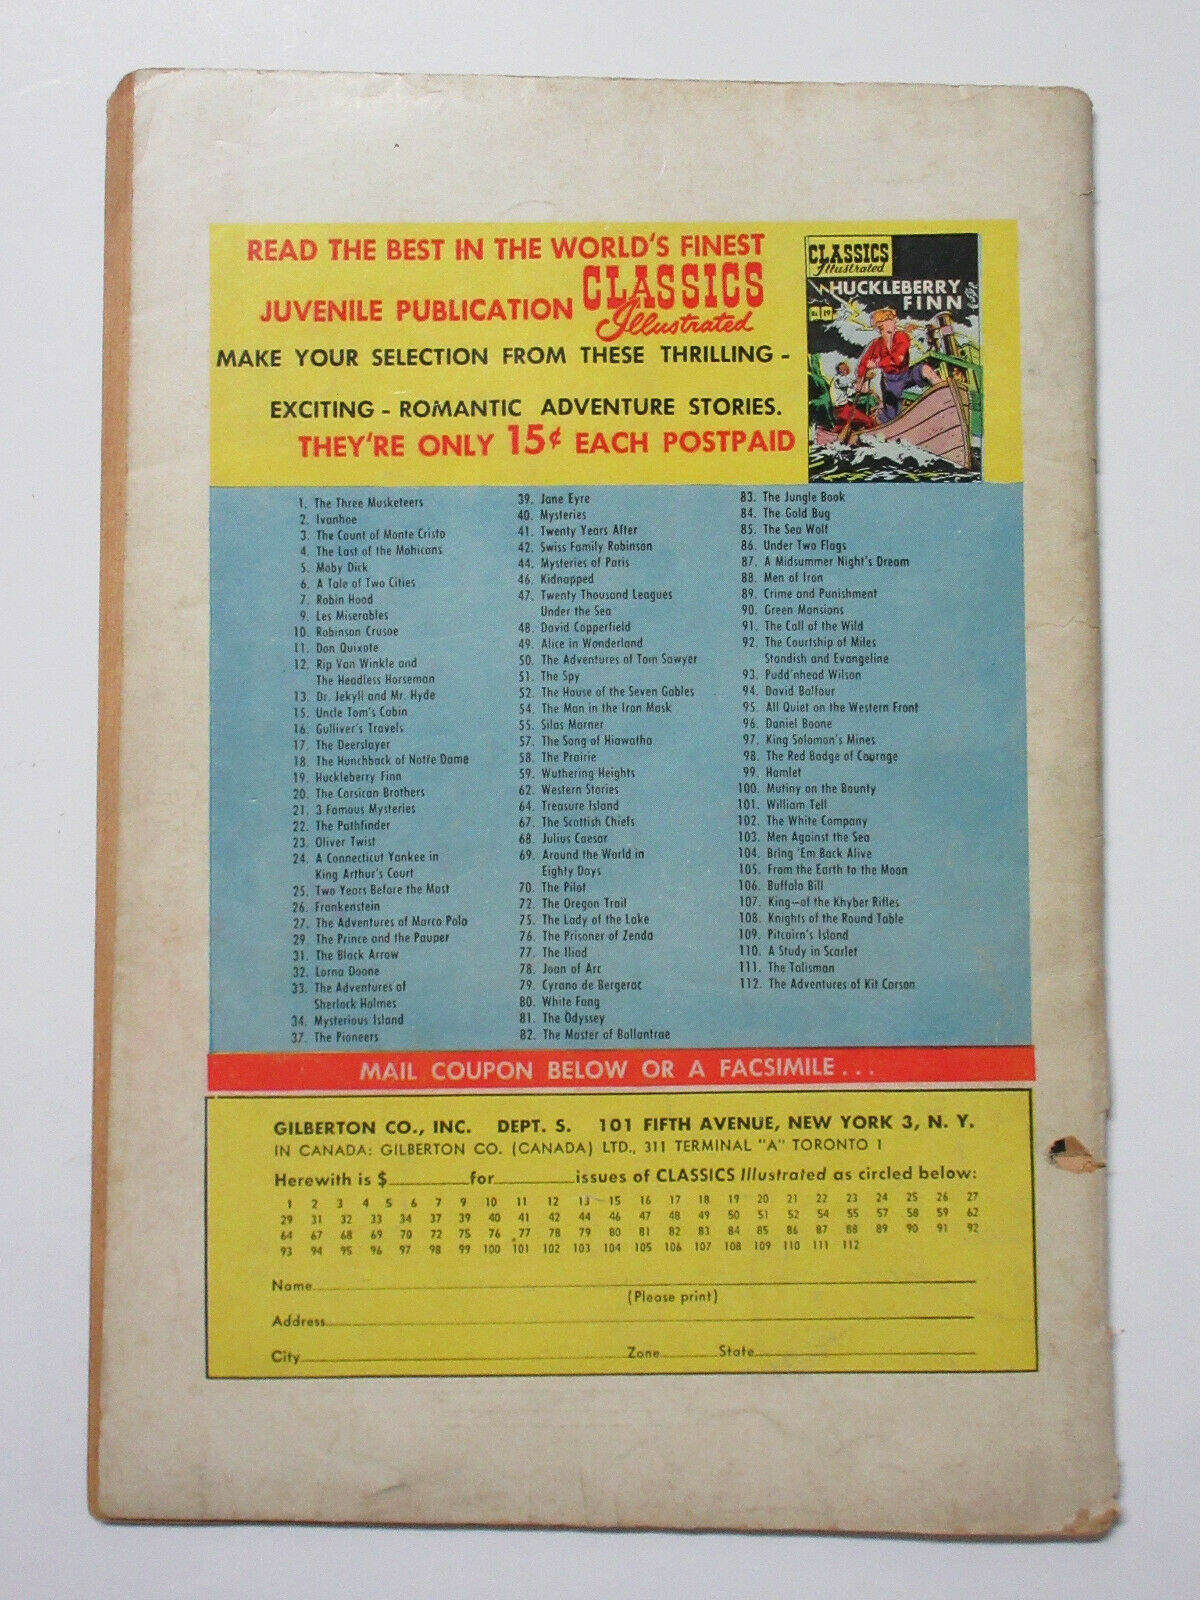 READ THE BEST IN THE WORLD'S FINEST
JUVENILE PUBLICATION CLASSICS Illustrated
MAKE YOUR SELECTION FROM THESE THRILLING -
EXCITING - ROMANTIC ADVENTURE STORIES.
THEY'RE ONLY 15¢ EACH POSTPAID
CLASSICS
Illustrated
HUCKLEBERRY
FINN
No. 19
1. The Three Musketeers
2. Ivanhoe
3. The Count of Monte Cristo
4. The Last of the Mohicans
5. Moby Dick
6. A Tale of Two Cities
7. Robin Hood
9. Les Miserables
10. Robinson Crusoe
11. Don Quixote
12. Rip Van Winkle and
The Headless Horseman
13. Dr. Jekyll and Mr. Hyde
15. Uncle Tom's Cabin
16. Gulliver's Travels
17. The Deerslayer
18. The Hunchback of Notre Dame
19. Huckleberry Finn
20. The Corsican Brothers
21. 3 Famous Mysteries
22. The Pathfinder
23. Oliver Twist
24. A Connecticut Yankee in
King Arthur's Court
25. Two Years Before the Mast
26. Frankenstein
27. The Adventures of Marco Polo
29. The Prince and the Pauper
31. The Black Arrow
32. Lorna Doone
33. The Adventures of
Sherlock Holmes
34. Mysterious Island
37. The Pioneers
39. Jane Eyre
40. Mysteries
41. Twenty Years After
42. Swiss Family Robinson
44. Mysteries of Paris
46. Kidnapped
47. Twenty Thousand Leagues
Under the Sea
48. David Copperfield
49. Alice in Wonderland
50. The Adventures of Tom Sawyer
51. The Spy
52. The House of the Seven Gables
54. The Man in the Iron Mask
55. Silas Marner
57. The Song of Hiawatha
58. The Prairie
59. Wuthering Heights
62. Western Stories
64. Treasure Island
67. The Scottish Chiefs
68. Julius Caesar
69. Around the World in
Eighty Days
70. The Pilot
72. The Oregon Trail
75. The Lady of the Lake
76. The Prisoner of Zenda
77. The Iliad
78. Joan of Arc
79. Cyrano de Bergerac
80. White Fang
81. The Odyssey
82. The Master of Ballantrae
83. The Jungle Book
84. The Gold Bug
85. The Sea Wolf
86. Under Two Flags
87. A Midsummer Night's Dream
88. Men of Iron
89. Crime and Punishment
90. Green Mansions
91. The Call of the Wild
92. The Courtship of Miles
Standish and Evangeline
93. Pudd'nhead Wilson
94. David Balfour
95. All Quiet on the Western Front
96. Daniel Boone
97. King Solomon's Mines
98. The Red Badge of Courage
99. Hamlet
100. Mutiny on the Bounty
101. William Tell
102. The White Company
103. Men Against the Sea
104. Bring 'Em Back Alive
105. From the Earth to the Moon
106. Buffalo Bill
107. King—of the Khyber Rifles
108. Knights of the Round Table
109. Pitcairn's Island
110. A Study in Scarlet
111. The Talisman
112. The Adventures of Kit Carson
MAIL COUPON BELOW OR A FACSIMILE . . .
GILBERTON CO., INC. DEPT. S. 101 FIFTH AVENUE, NEW YORK 3, N. Y.
IN CANADA: GILBERTON CO. (CANADA) LTD., 311 TERMINAL "A" TORONTO 1
Herewith is $ for issues of CLASSICS Illustrated as circled below:
1 2 3 4 5 6 7 9 10 11 12 13 15 16 17 18 19 20 21 22 23 24 25 26 27
29 31 32 33 34 37 39 40 41 42 44 46 47 48 49 50 51 52 54 55 57 58 59 62
64 67 68 69 70 72 75 76 77 78 79 80 81 82 83 84 85 86 87 88 89 90 91 92
93 94 95 96 97 98 99 100 101 102 103 104 105 106 107 108 109 110 111 112
Name
(Please print)
Address
City Zone State